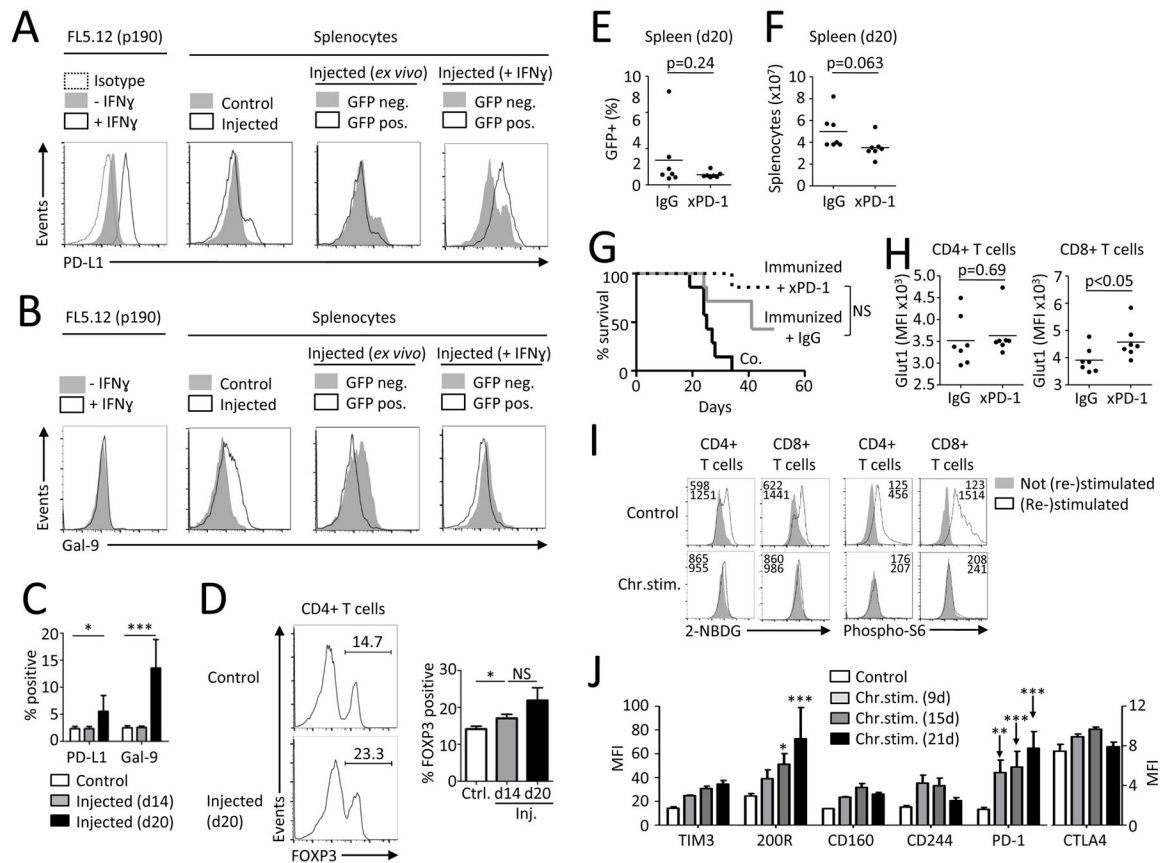 A
FL5.12 (p190)
Splenocytes
Injected (ex vivo)
Injected (+ IFNɣ)
Isotype
- IFNɣ
+ IFNɣ
Control
Injected
GFP neg.
GFP pos.
GFP neg.
GFP pos.
Events
PD-L1
B
FL5.12 (p190)
Splenocytes
Injected (ex vivo)
Injected (+ IFNɣ)
- IFNɣ
+ IFNɣ
Control
Injected
GFP neg.
GFP pos.
GFP neg.
GFP pos.
Events
Gal-9
C
* ***
% positive
20
15
10
5
0
PD-L1 Gal-9
Control
Injected (d14)
Injected (d20)
D
CD4+ T cells
Control
14.7
Injected
(d20)
23.3
Events
FOXP3
% FOXP3 positive
* NS
30
20
10
0
Ctrl. d14 d20
Inj.
E
Spleen (d20)
p=0.24
GFP+ (%)
10
8
6
4
2
0
IgG xPD-1
F
Spleen (d20)
p=0.063
Splenocytes (x10⁷)
10
8
6
4
2
0
IgG xPD-1
G
% survival
100
50
0
0 20 40 60
Days
Immunized
+ xPD-1
NS
Immunized
+ IgG
Co.
H
CD4+ T cells
p=0.69
Glut1 (MFI x10³)
5.0
4.5
4.0
3.5
3.0
2.5
IgG xPD-1
CD8+ T cells
p<0.05
Glut1 (MFI x10³)
8
7
6
5
4
3
IgG xPD-1
I
CD4+
T cells
CD8+
T cells
CD4+
T cells
CD8+
T cells
Not (re-)stimulated
(Re-)stimulated
Control
598
1251
622
1441
125
456
123
1514
Chr.stim.
865
955
860
986
176
207
208
241
2-NBDG
Phospho-S6
J
Control
Chr.stim. (9d)
Chr.stim. (15d)
Chr.stim. (21d)
MFI
100
80
60
40
20
0
* *** ** *** ***
12
8
4
0
MFI
TIM3 200R CD160 CD244 PD-1 CTLA4